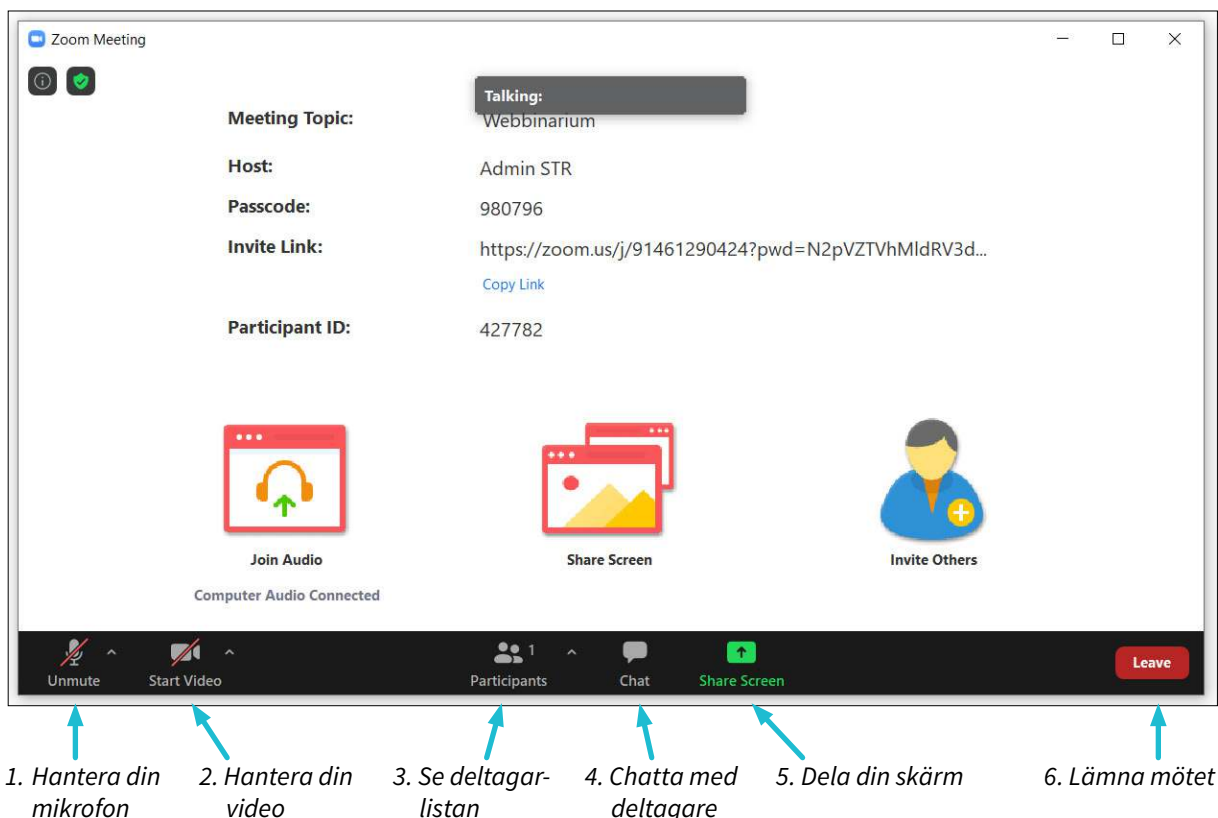 Zoom Meeting
Talking:
Meeting Topic: Webbinarium
Host: Admin STR
Passcode: 980796
Invite Link: https://zoom.us/j/91461290424?pwd=N2pVZTVhMldRV3d...
Copy Link
Participant ID: 427782
Join Audio Share Screen Invite Others
Computer Audio Connected
1
Unmute Start Video Participants Chat Share Screen Leave
1. Hantera din 2. Hantera din 3. Se deltagar- 4. Chatta med 5. Dela din skärm 6. Lämna mötet
mikrofon video listan deltagare